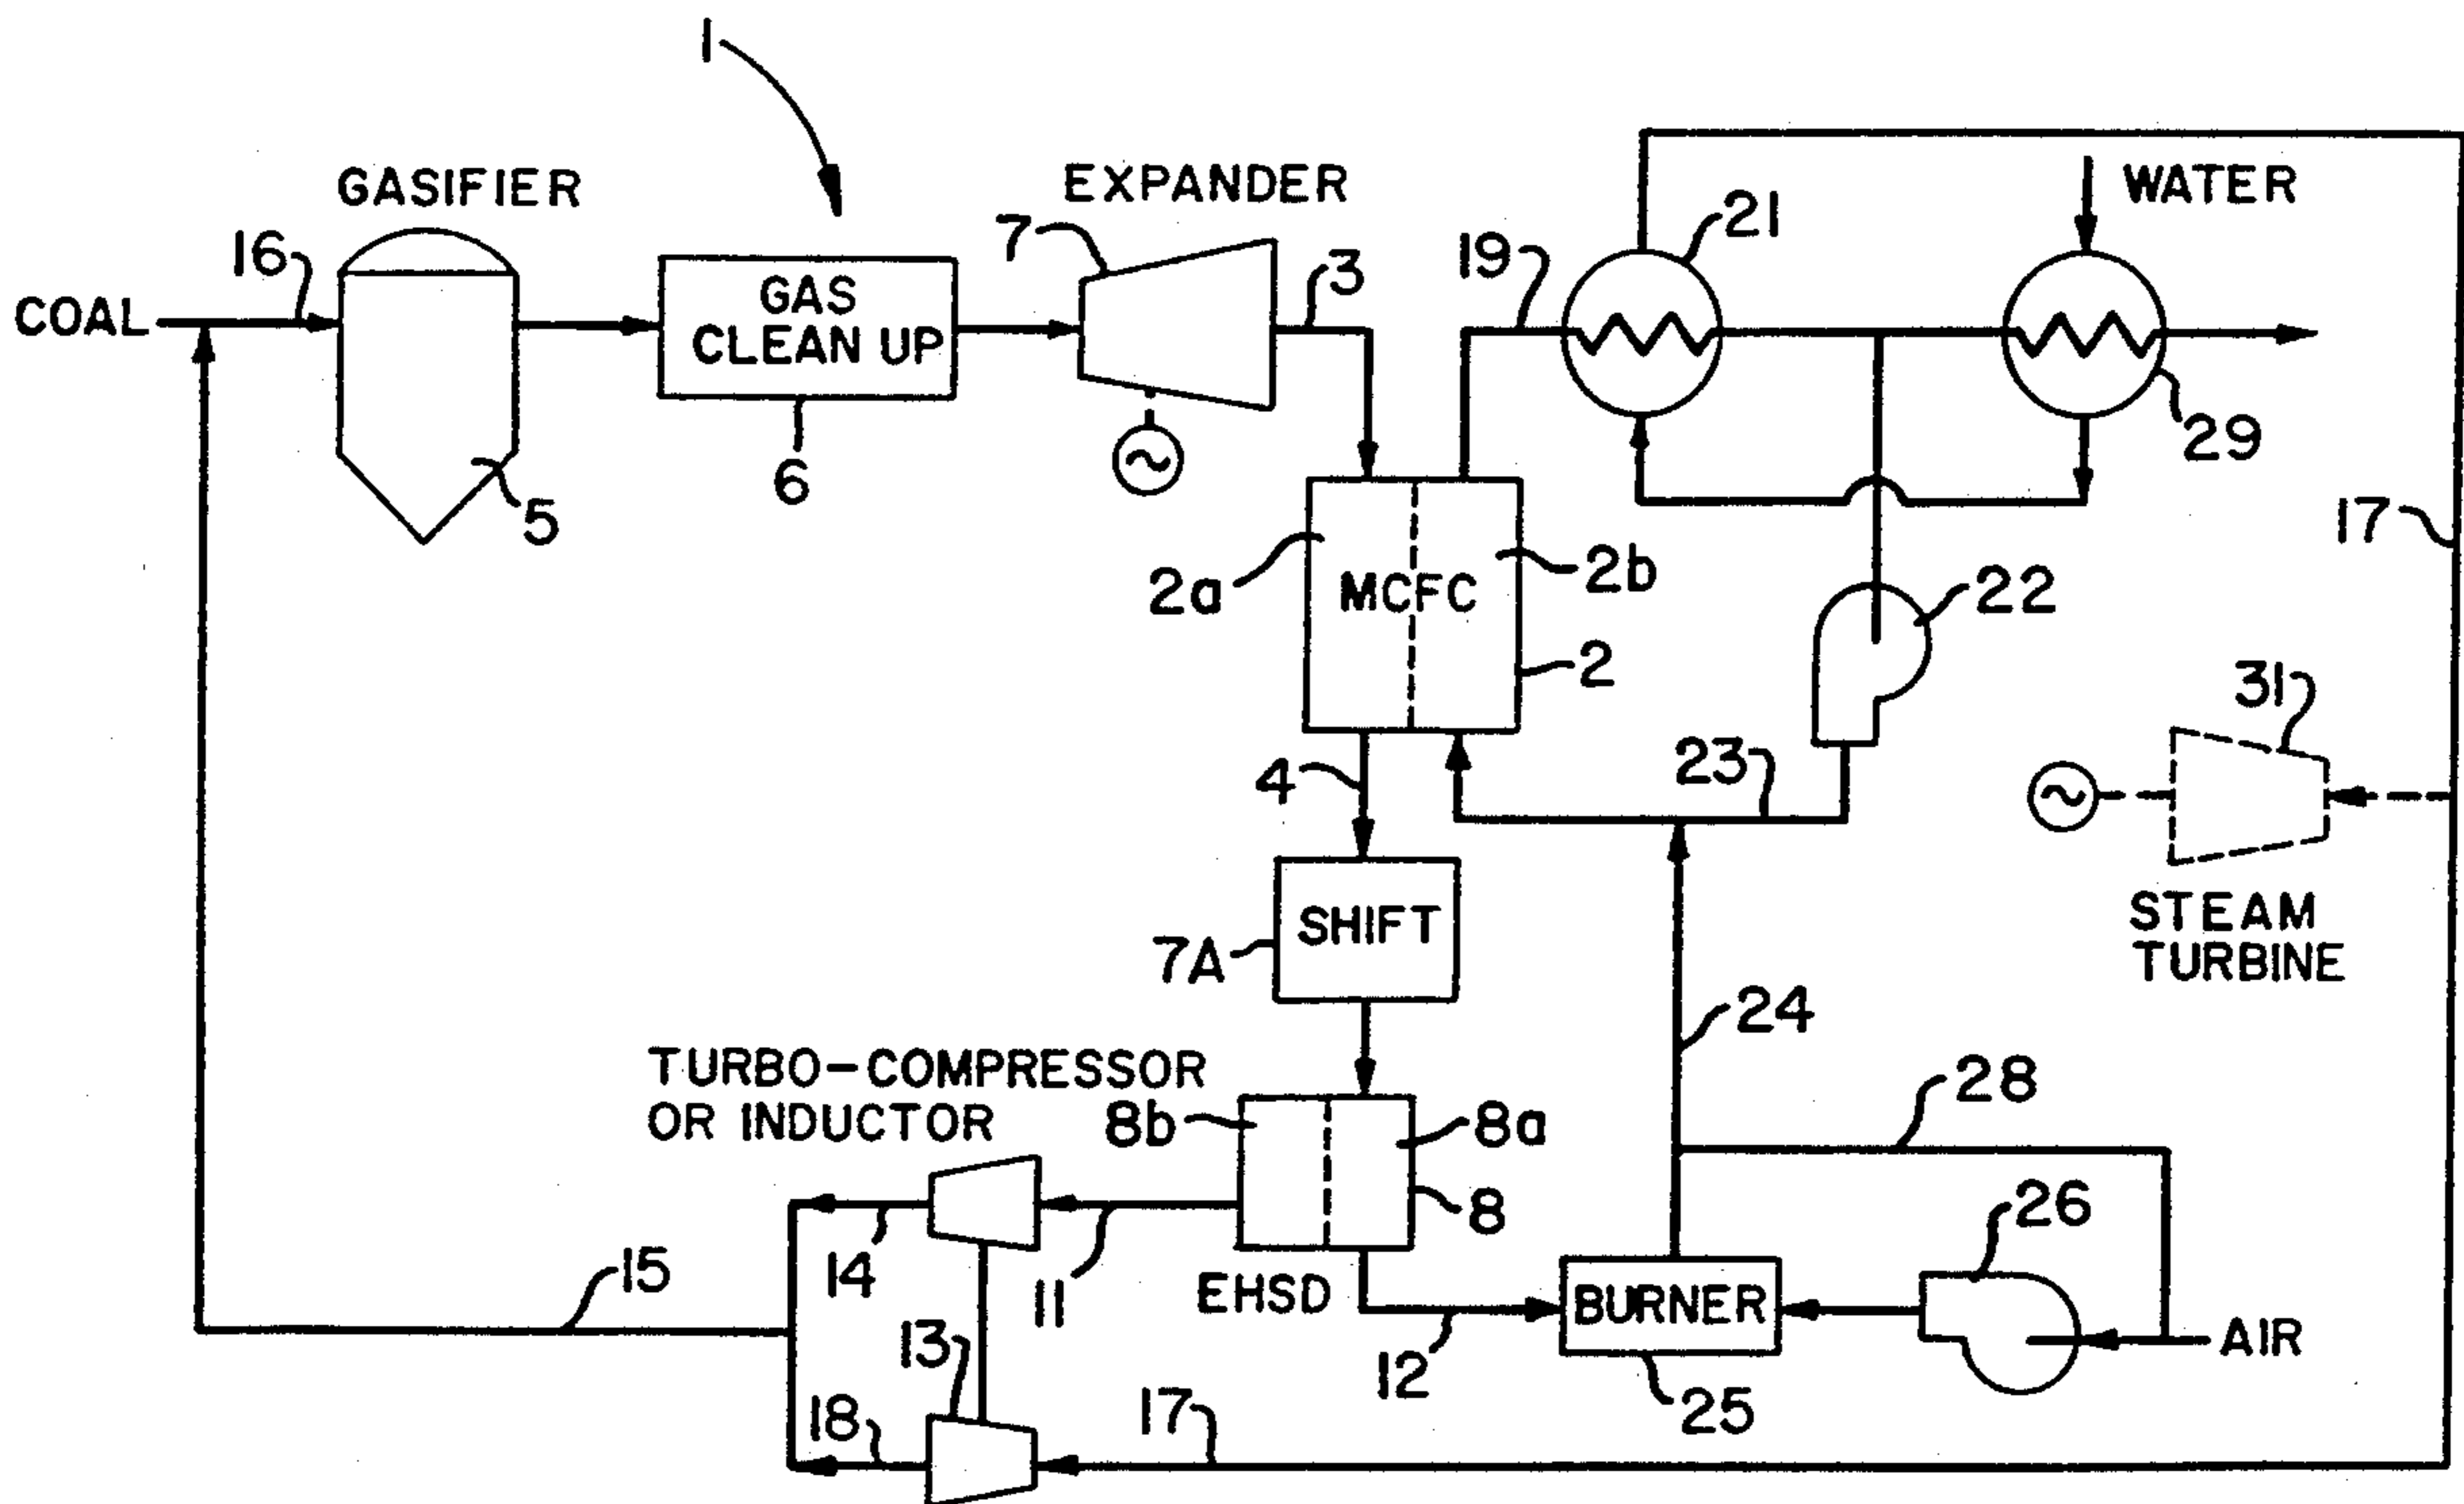 1
GASIFIER
EXPANDER
WATER
16
7
3
19
21
COAL
GAS
CLEAN UP
6
5
29
17
2a
MCFC
2b
22
2
31
4
23
7A
SHIFT
STEAM
TURBINE
24
TURBO-COMPRESSOR
OR INDUCTOR
8b
8a
28
8
26
14
11
EHSD
15
BURNER
AIR
13
12
25
18
17